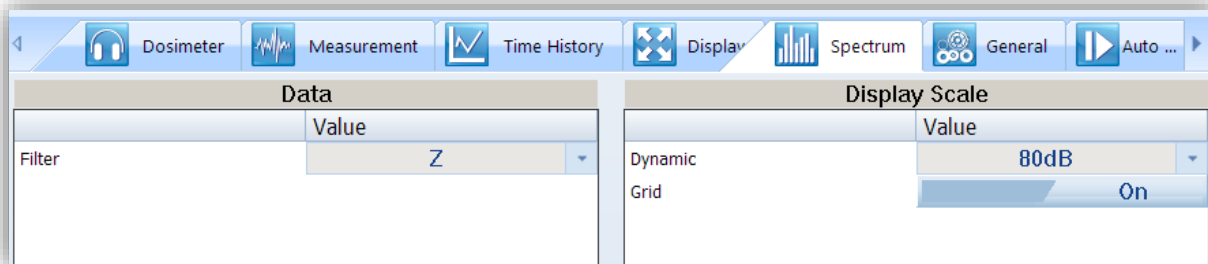 Dosimeter Measurement Time History Display Spectrum General Auto ...
Data Display Scale
Value Value
Filter Z Dynamic 80dB
Grid On